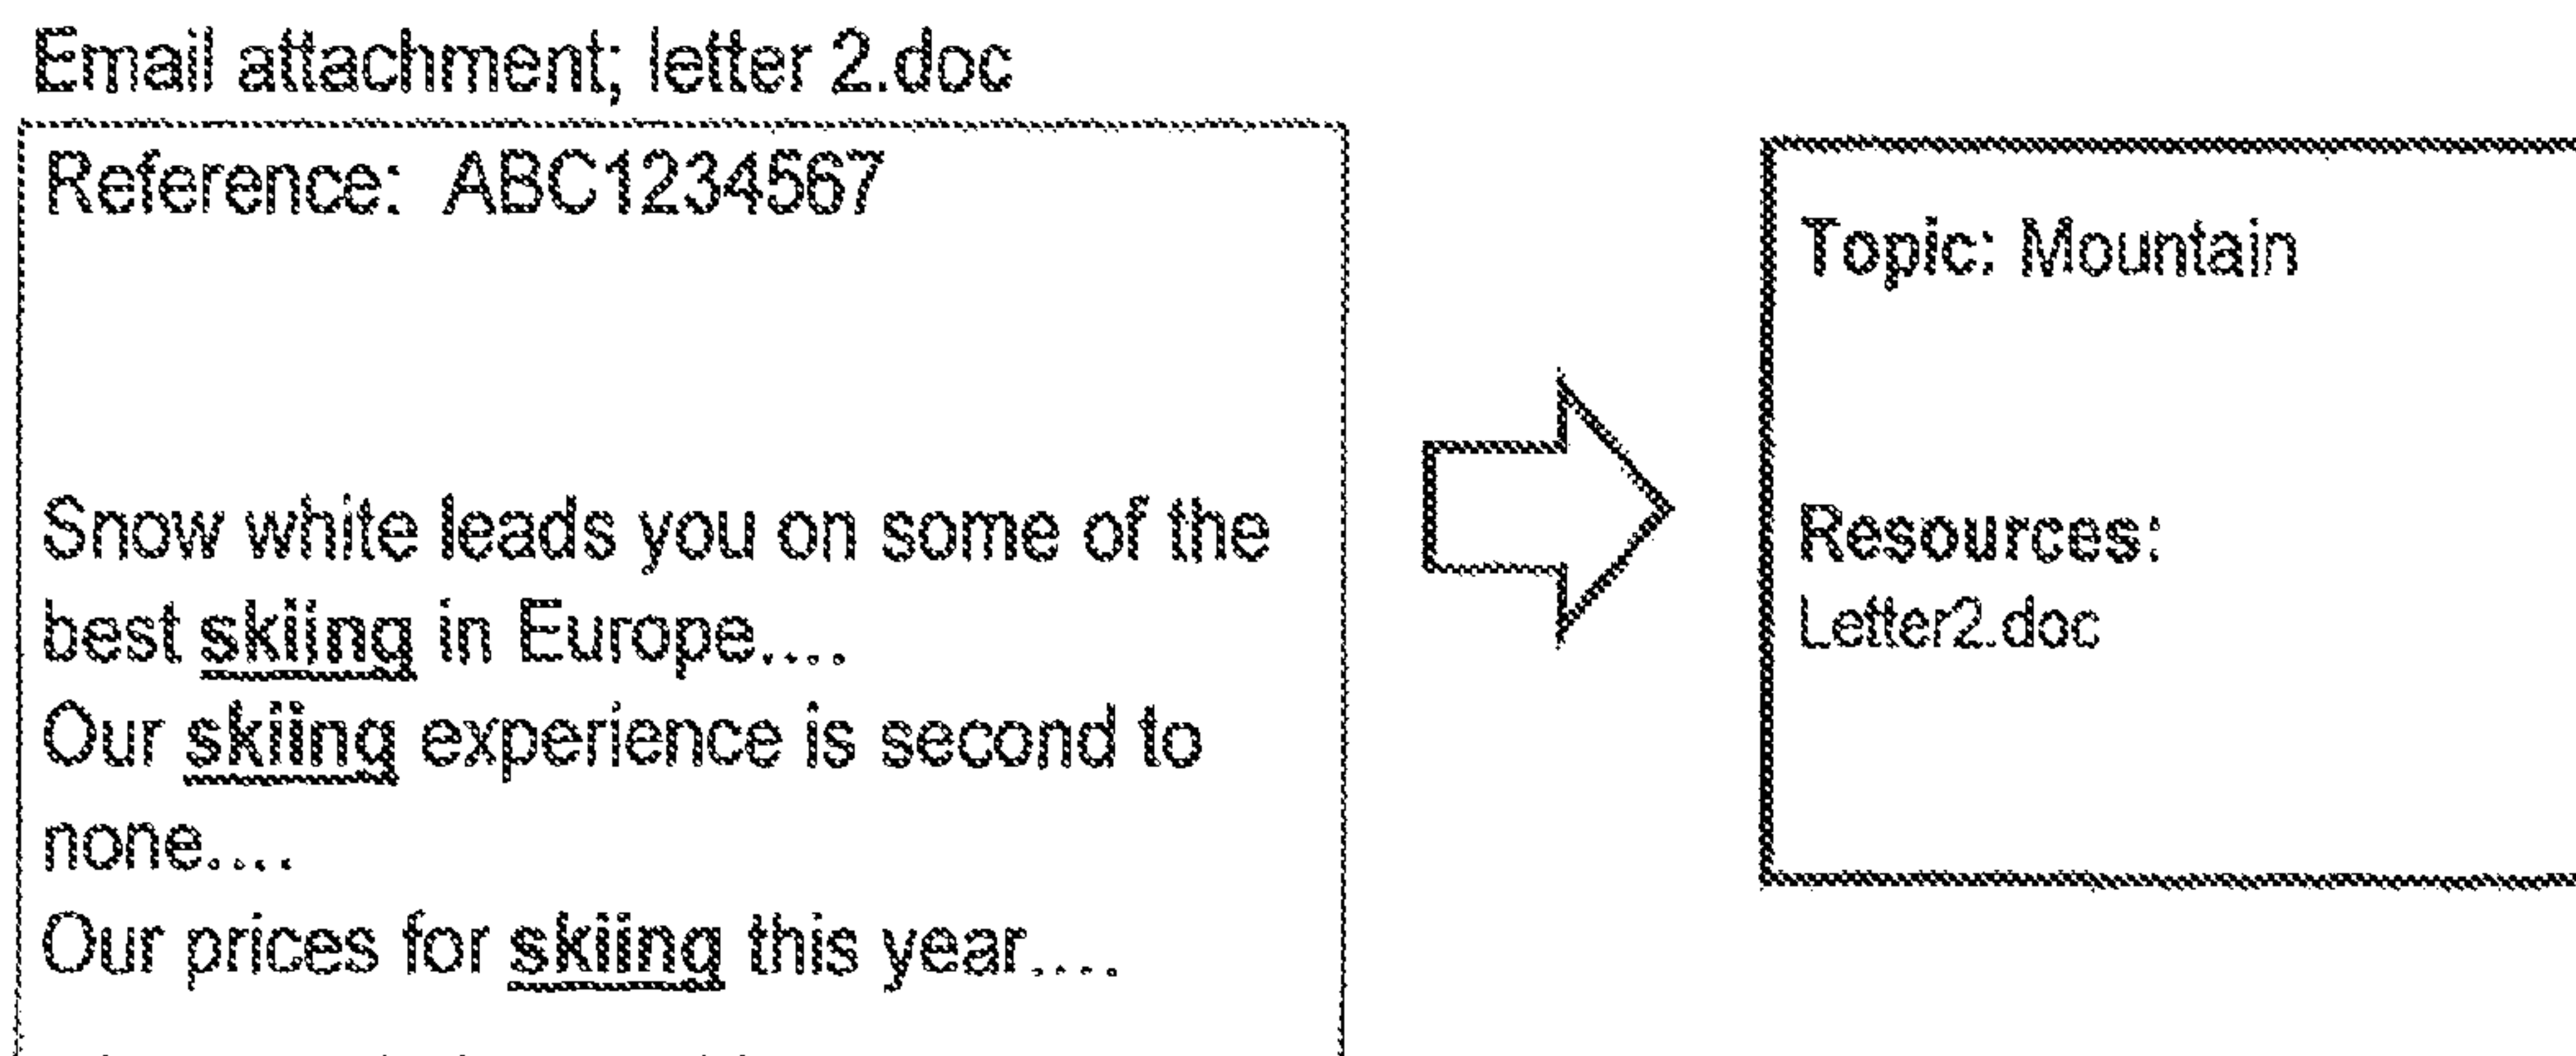 Email attachment; letter 2.doc
Reference: ABC1234567
Snow white leads you on some of the
best skiing in Europe....
Our skiing experience is second to
none....
Our prices for skiing this year....
Topic: Mountain
Resources:
Letter2.doc